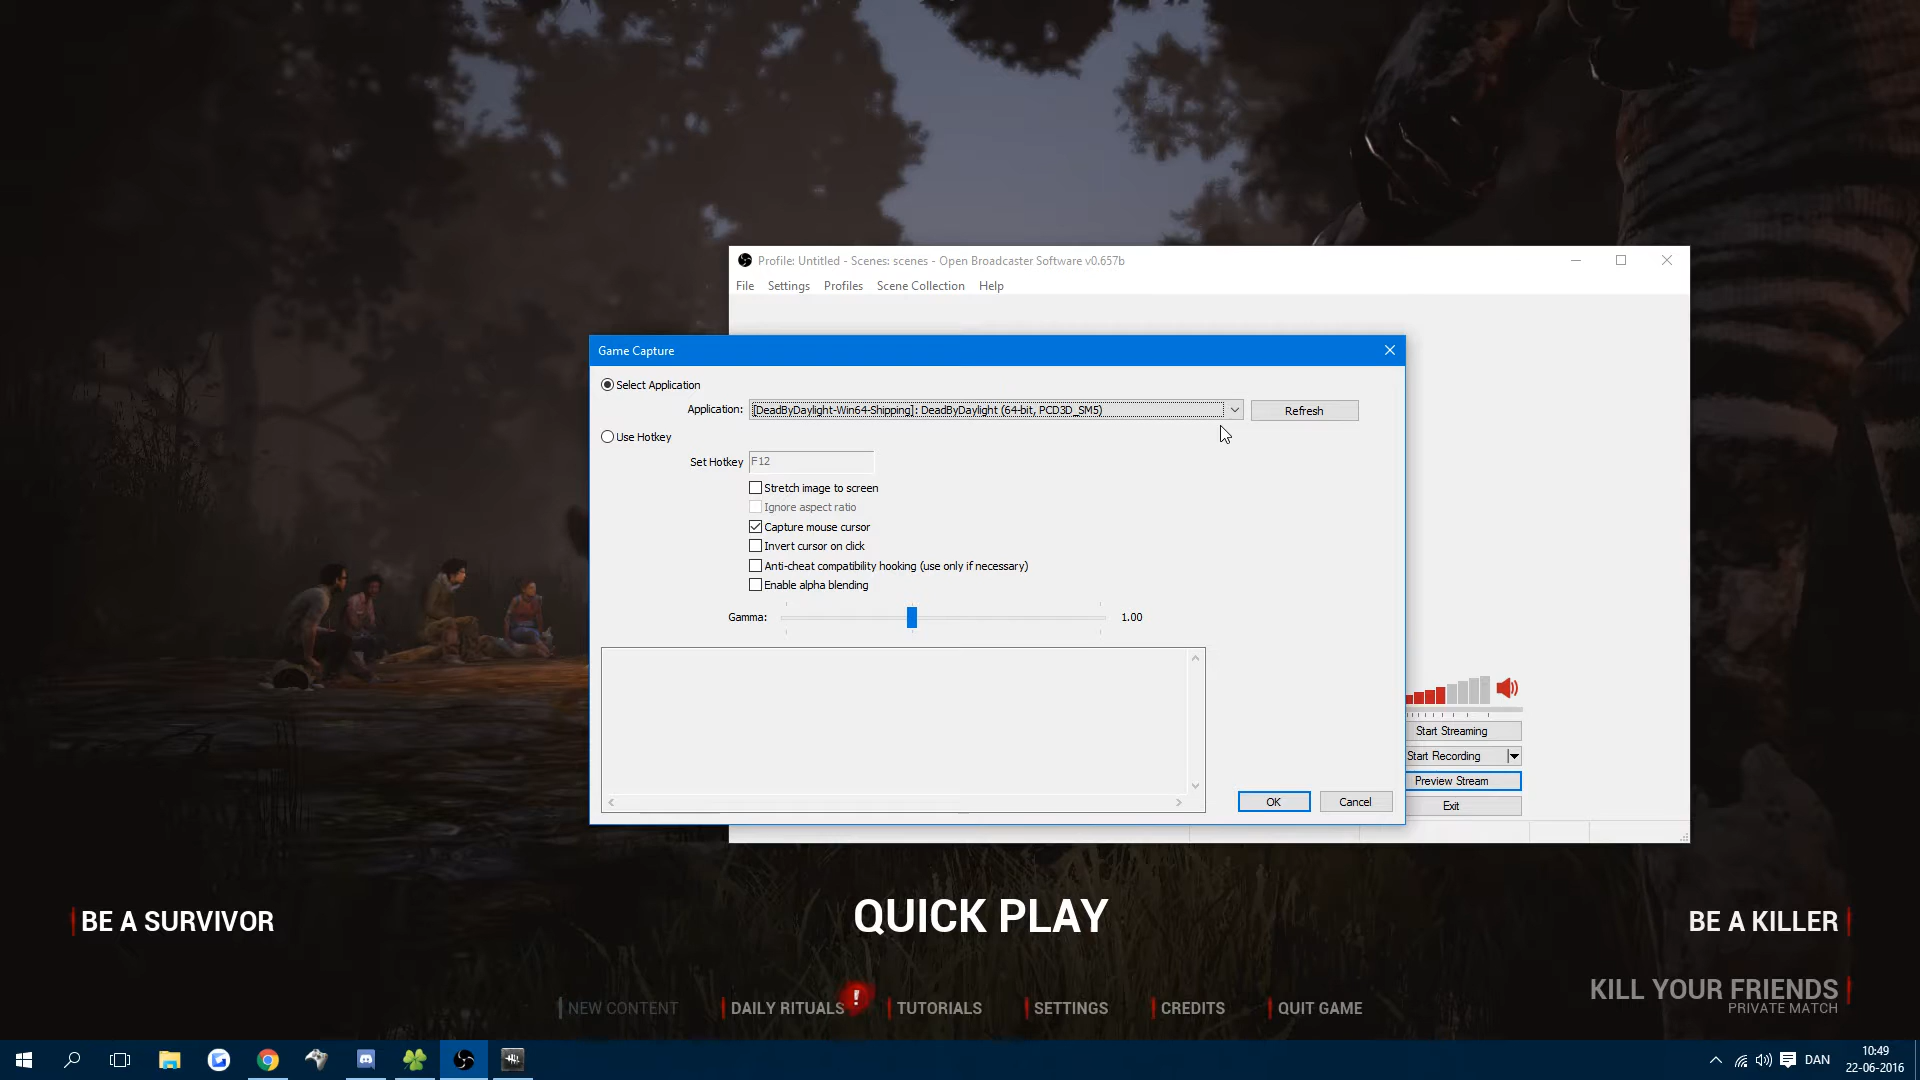 Profile: Untitled - Scenes: scenes - Open Broadcaster Software v0.657b
File Settings Profiles Scene Collection Help
Game Capture
Select Application
Application: [DeadByDaylight-Win64-Shipping]: DeadByDaylight (64-bit, PCD3D_SM5) Refresh
Use Hotkey
Set Hotkey F12
Stretch image to screen
Ignore aspect ratio
Capture mouse cursor
Invert cursor on click
Anti-cheat compatibility hooking (use only if necessary)
Enable alpha blending
Gamma: 1.00
Start Streaming
Start Recording
Preview Stream
Exit
OK Cancel
BE A SURVIVOR
QUICK PLAY
BE A KILLER
KILL YOUR FRIENDS
PRIVATE MATCH
NEW CONTENT DAILY RITUALS ! TUTORIALS SETTINGS CREDITS QUIT GAME
DAN
10:49
22-06-2016